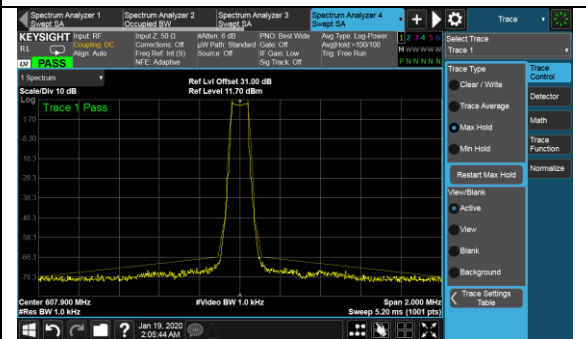 Spectrum Analyzer 1
Swept SA
Spectrum Analyzer 2
Occupied BW
Spectrum Analyzer 3
Swept SA
Spectrum Analyzer 4
Swept SA
Trace
KEYSIGHT
RL
LXI
PASS
Input: RF
Coupling: DC
Align: Auto
Input Z: 50 Ω
Corrections: Off
Freq Ref: Int (S)
NFE: Adaptive
#Atten: 6 dB
µW Path: Standard
Source: Off
PNO: Best Wide
Gate: Off
IF Gain: Low
Sig Track: Off
Avg Type: Log-Power
Avg|Hold:>100/100
Trig: Free Run
1 2 3 4 5 6
M W W W W W
P N N N N N
1 Spectrum
Scale/Div 10 dB
Ref Lvl Offset 31.00 dB
Ref Level 11.70 dBm
Log
Trace 1 Pass
1.70
-8.30
-18.3
-28.3
-38.3
-48.3
-58.3
-68.3
-78.3
Center 607.900 MHz
#Res BW 1.0 kHz
#Video BW 1.0 kHz
Span 2.000 MHz
Sweep 5.20 ms (1001 pts)
Jan 19, 2020
2:05:44 AM
Select Trace
Trace 1
Trace Type
Clear / Write
Trace Average
Max Hold
Min Hold
Restart Max Hold
View/Blank
Active
View
Blank
Background
Trace Settings
Table
Trace
Control
Detector
Math
Trace
Function
Normalize